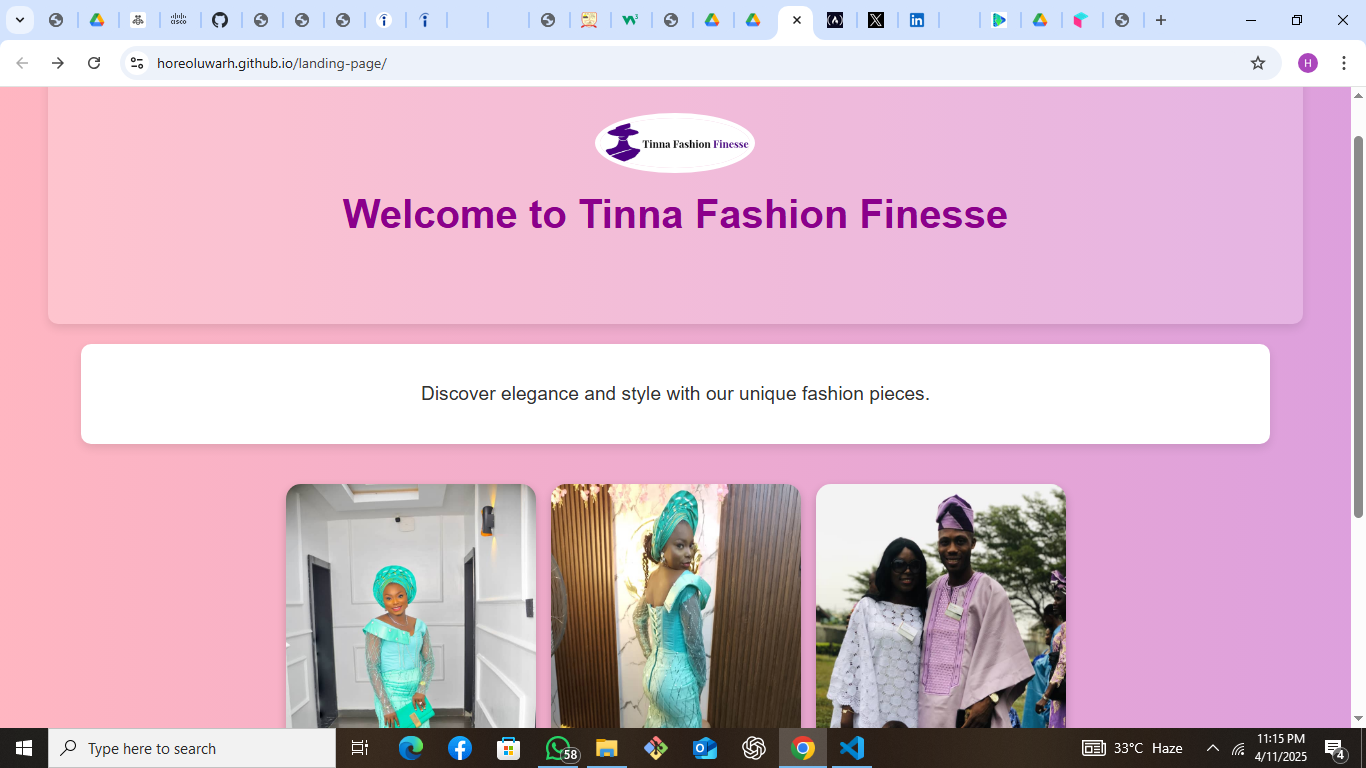 horeoluwarh.github.io/landing-page/
H
Tinna Fashion Finesse
Welcome to Tinna Fashion Finesse
Discover elegance and style with our unique fashion pieces.
Type here to search
58
33°C Haze
11:15 PM
4/11/2025
4